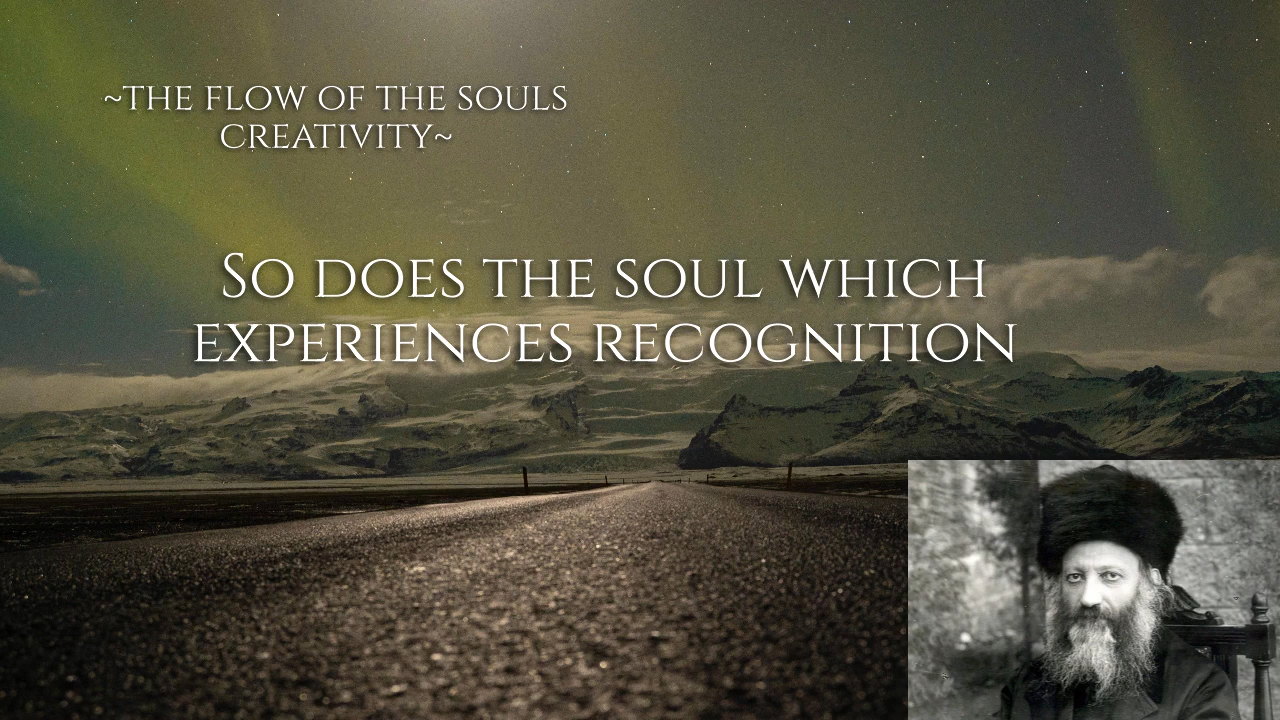 ~THE FLOW OF THE SOULS
CREATIVITY~
SO DOES THE SOUL WHICH
EXPERIENCES RECOGNITION